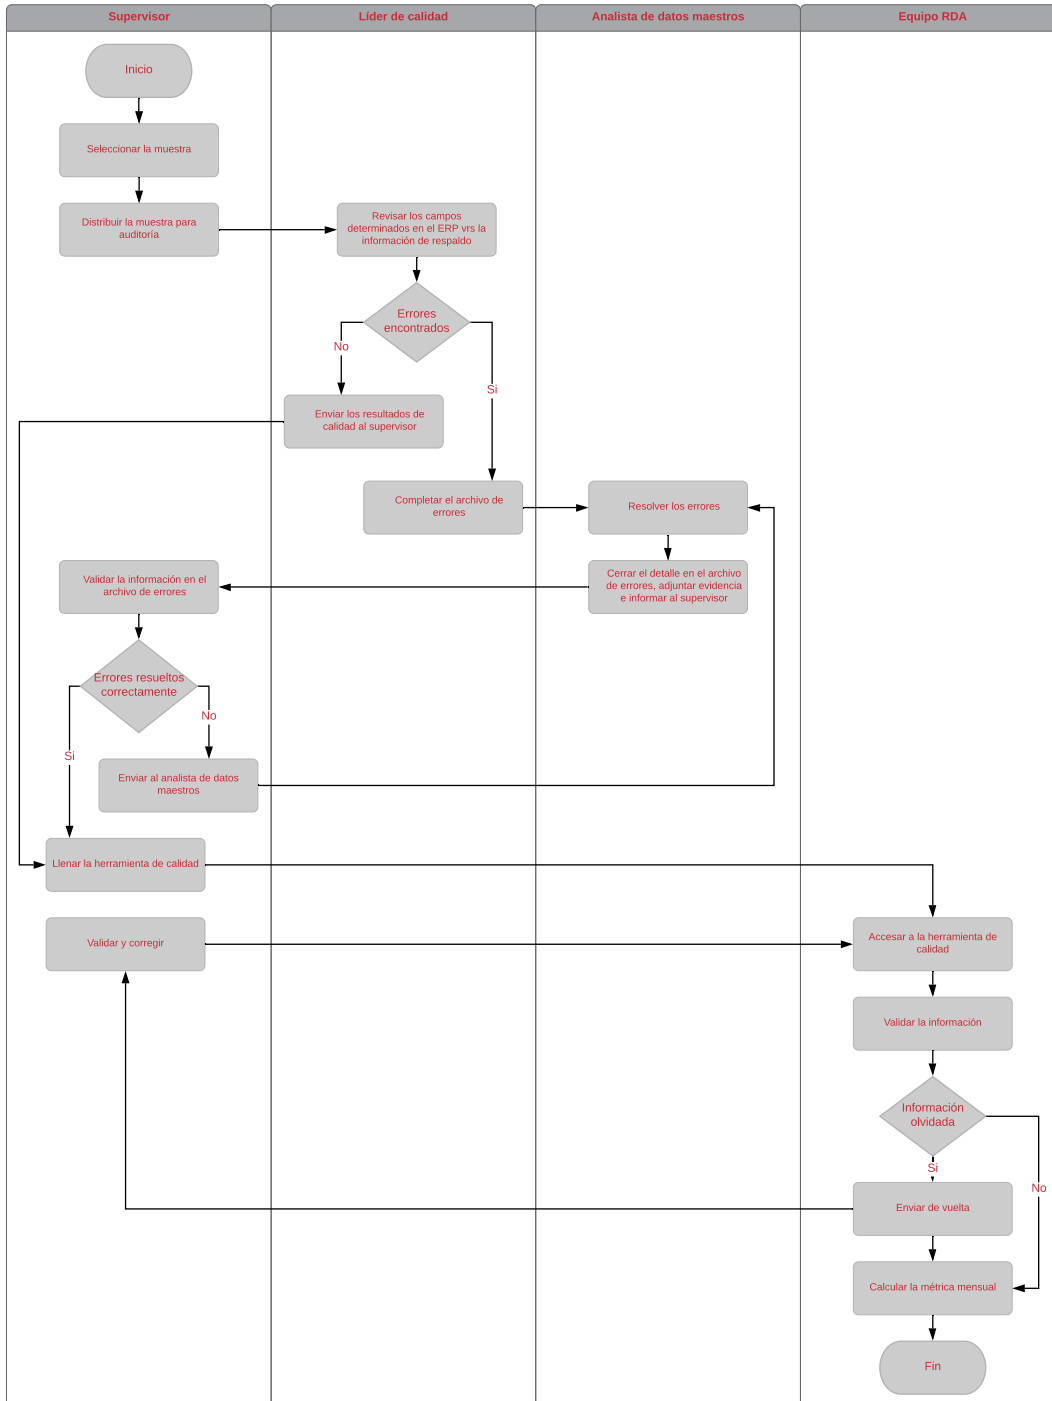 Supervisor
Líder de calidad
Analista de datos maestros
Equipo RDA
Inicio
Seleccionar la muestra
Distribuir la muestra para
auditoría
Revisar los campos
determinados en el ERP vrs la
información de respaldo
Errores
encontrados
No
Si
Enviar los resultados de
calidad al supervisor
Completar el archivo de
errores
Resolver los errores
Cerrar el detalle en el archivo
de errores, adjuntar evidencia
e informar al supervisor
Validar la información en el
archivo de errores
Errores resueltos
correctamente
No
Si
Enviar al analista de datos
maestros
Llenar la herramienta de calidad
Validar y corregir
Accesar a la herramienta de
calidad
Validar la información
Información
olvidada
Si
No
Enviar de vuelta
Calcular la métrica mensual
Fin